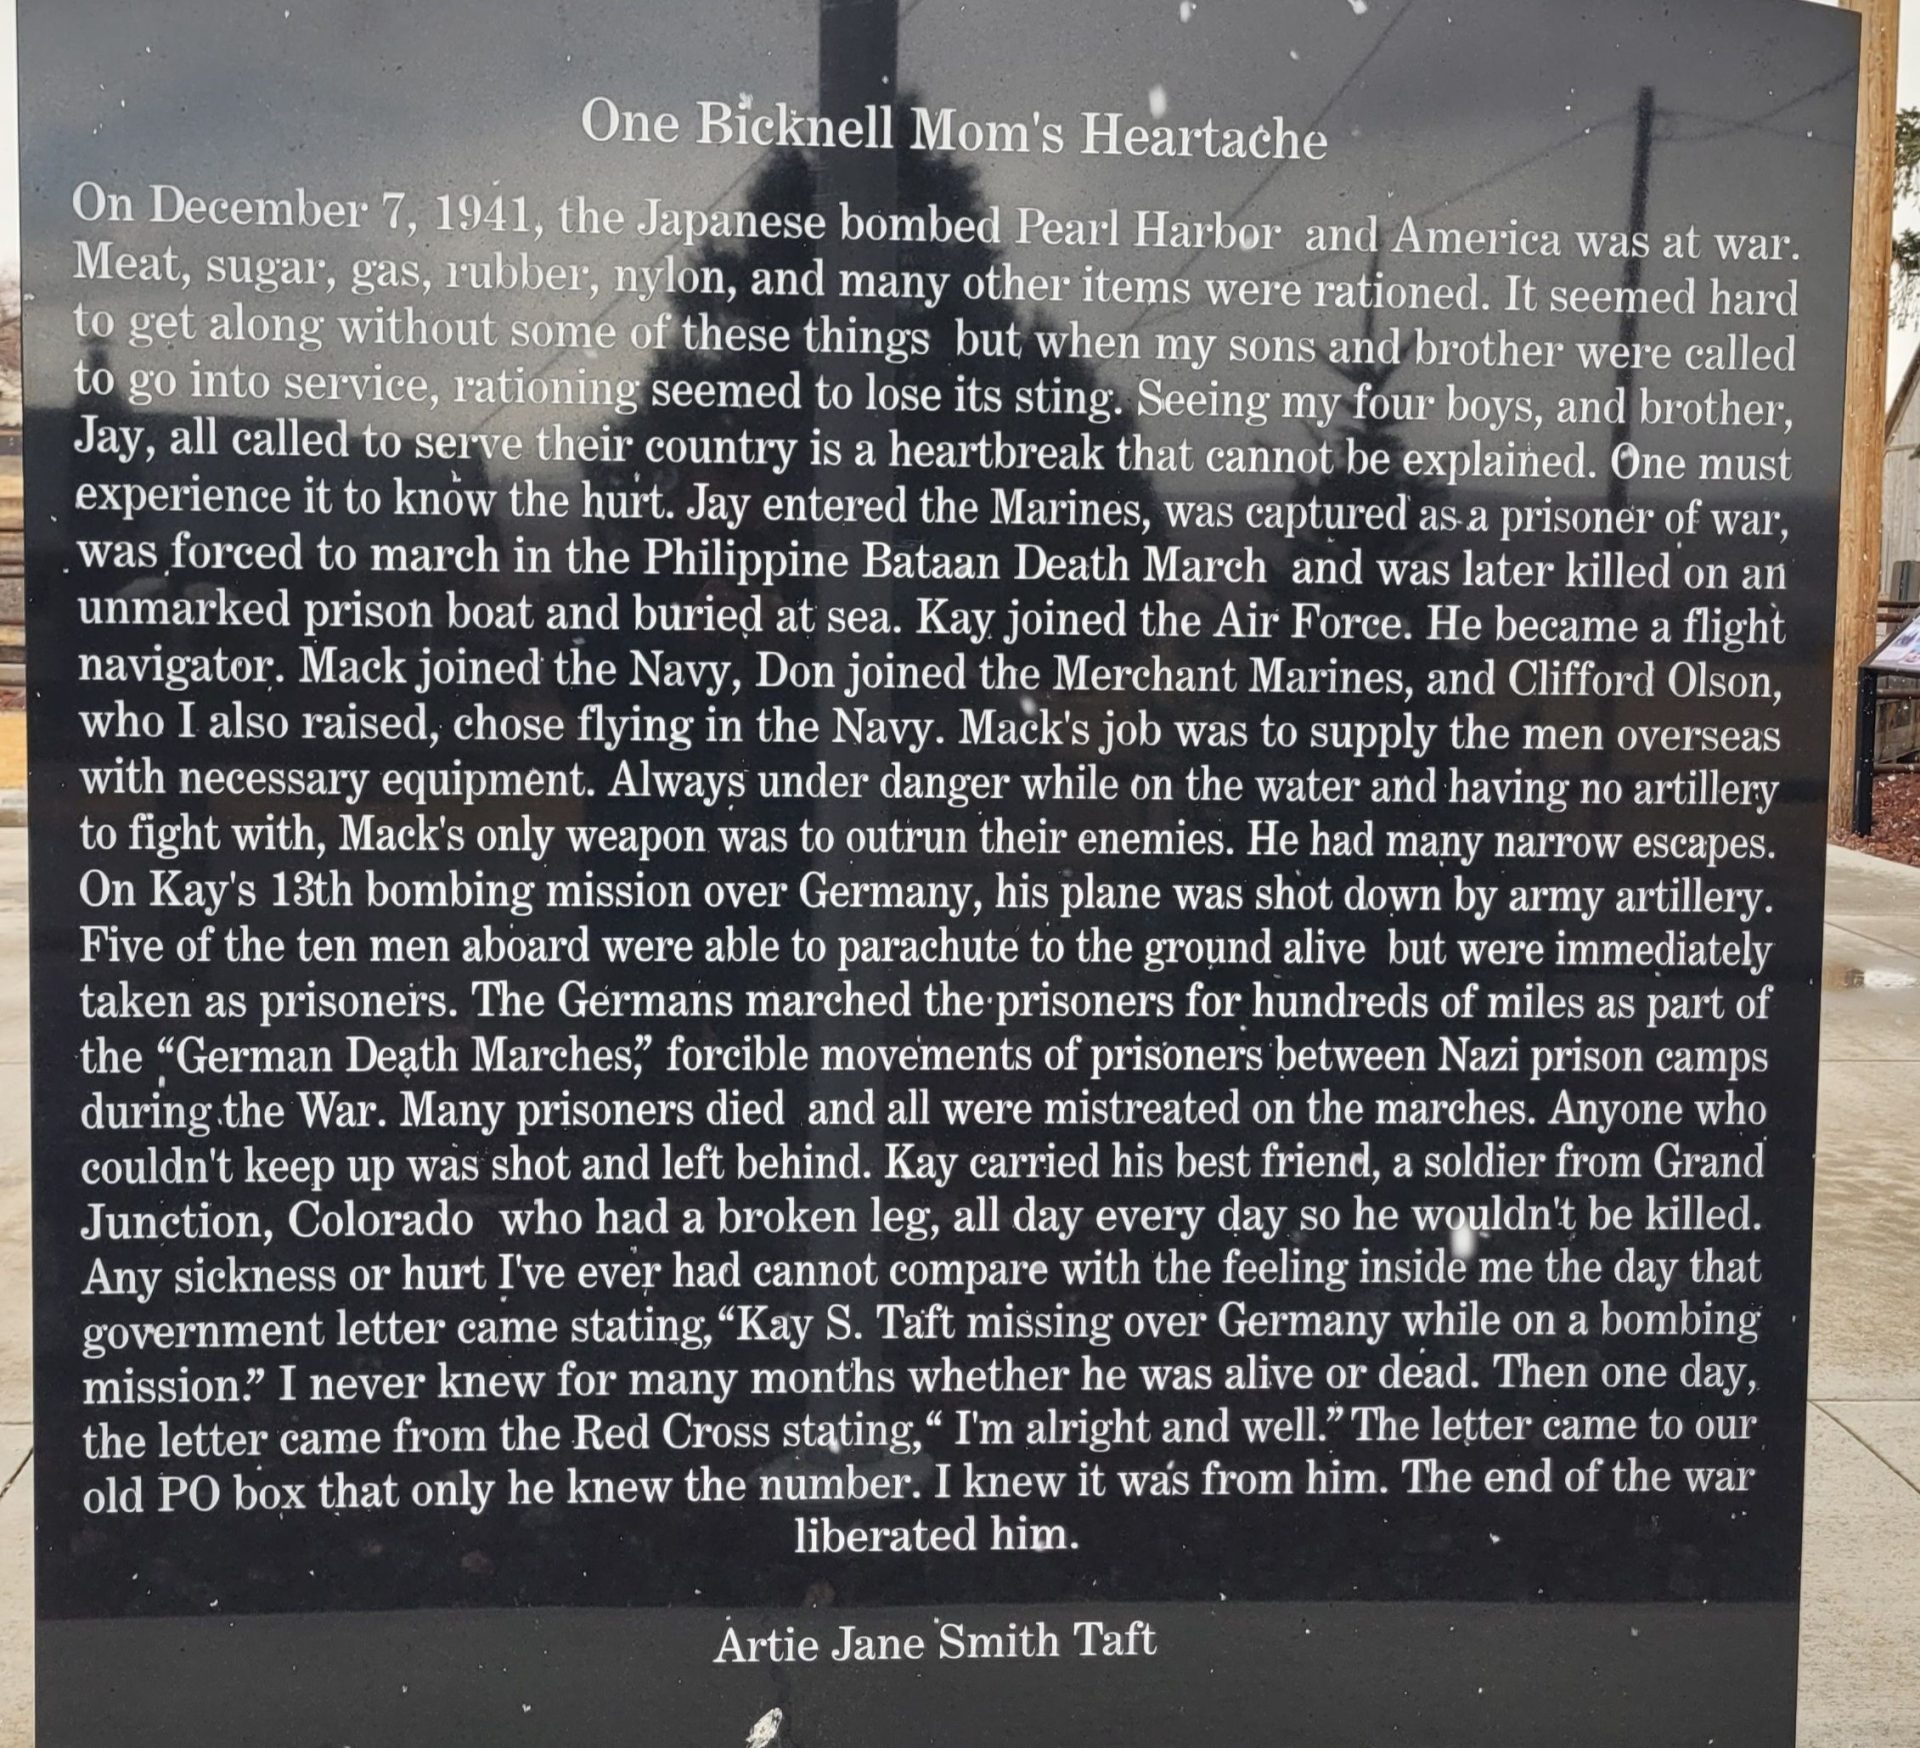 One Bicknell Mom's Heartache
On December 7, 1941, the Japanese bombed Pearl Harbor and America was at war.
Meat, sugar, gas, rubber, nylon, and many other items were rationed. It seemed hard
to get along without some of these things but when my sons and brother were called
to go into service, rationing seemed to lose its sting. Seeing my four boys, and brother,
Jay, all called to serve their country is a heartbreak that cannot be explained. One must
experience it to know the hurt. Jay entered the Marines, was captured as a prisoner of war,
was forced to march in the Philippine Bataan Death March and was later killed on an
unmarked prison boat and buried at sea. Kay joined the Air Force. He became a flight
navigator. Mack joined the Navy, Don joined the Merchant Marines, and Clifford Olson,
who I also raised, chose flying in the Navy. Mack's job was to supply the men overseas
with necessary equipment. Always under danger while on the water and having no artillery
to fight with, Mack's only weapon was to outrun their enemies. He had many narrow escapes.
On Kay's 13th bombing mission over Germany, his plane was shot down by army artillery.
Five of the ten men aboard were able to parachute to the ground alive but were immediately
taken as prisoners. The Germans marched the prisoners for hundreds of miles as part of
the “German Death Marches,” forcible movements of prisoners between Nazi prison camps
during the War. Many prisoners died and all were mistreated on the marches. Anyone who
couldn't keep up was shot and left behind. Kay carried his best friend, a soldier from Grand
Junction, Colorado who had a broken leg, all day every day so he wouldn't be killed.
Any sickness or hurt I've ever had cannot compare with the feeling inside me the day that
government letter came stating, “Kay S. Taft missing over Germany while on a bombing
mission.” I never knew for many months whether he was alive or dead. Then one day,
the letter came from the Red Cross stating, “ I'm alright and well.” The letter came to our
old PO box that only he knew the number. I knew it was from him. The end of the war
liberated him.
Artie Jane Smith Taft